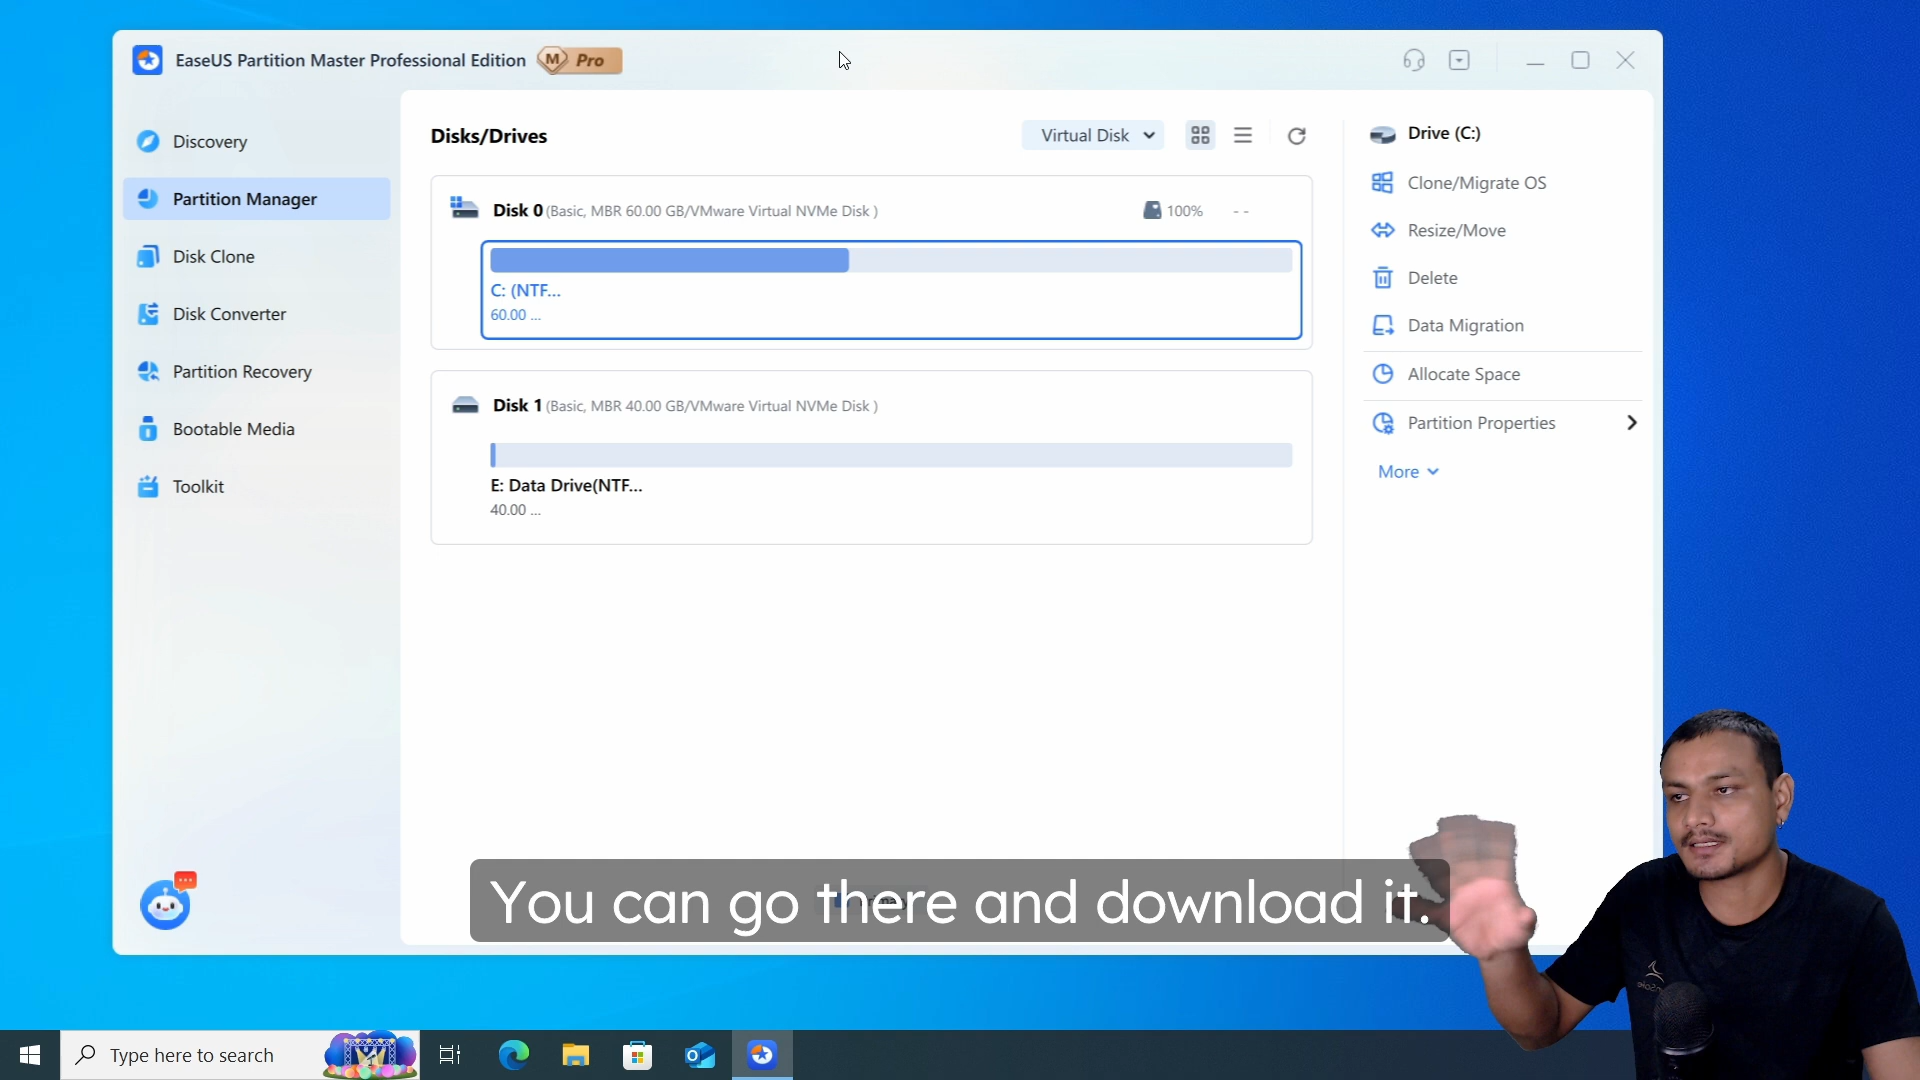 EaseUS Partition Master Professional Edition
M Pro
Discovery
Partition Manager
Disk Clone
Disk Converter
Partition Recovery
Bootable Media
Toolkit
Disks/Drives
Virtual Disk
Disk 0 (Basic, MBR 60.00 GB/VMware Virtual NVMe Disk )
100%
- -
C: (NTF...
60.00 ...
Disk 1 (Basic, MBR 40.00 GB/VMware Virtual NVMe Disk )
E: Data Drive(NTF...
40.00 ...
Drive (C:)
Clone/Migrate OS
Resize/Move
Delete
Data Migration
Allocate Space
Partition Properties
More
You can go there and download it.
Type here to search